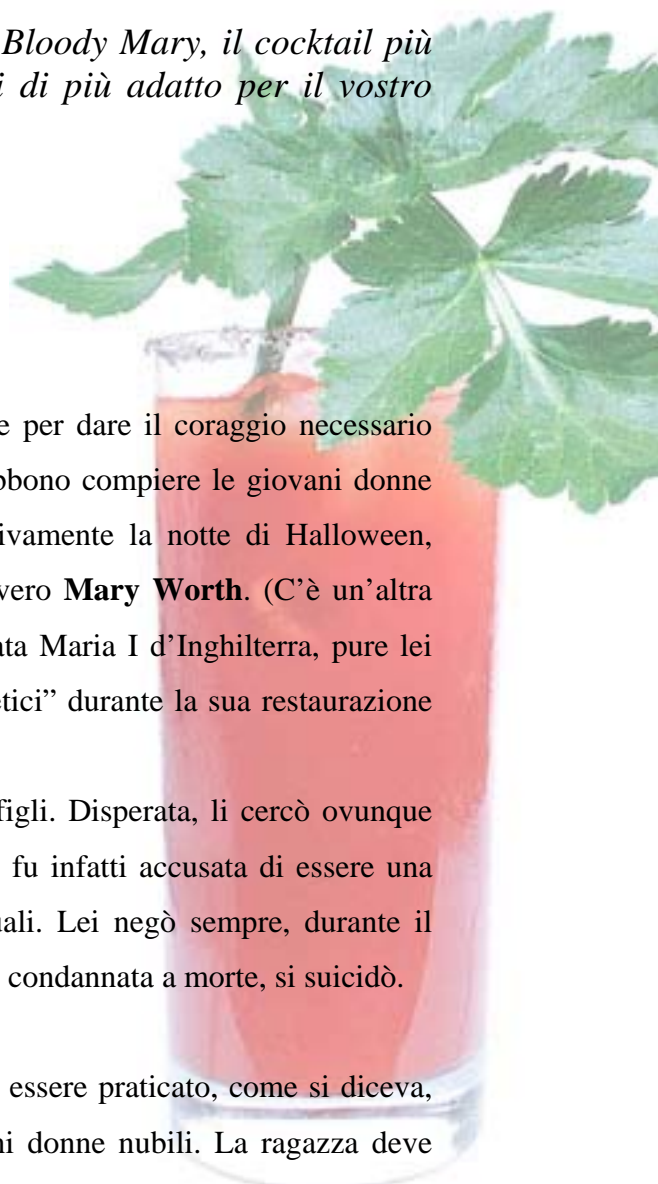 Bloody Mary, il cocktail più
i di più adatto per il vostro
e per dare il coraggio necessario
bbono compiere le giovani donne
ivamente la notte di Halloween,
vero Mary Worth. (C’è un’altra
ata Maria I d’Inghilterra, pure lei
etici” durante la sua restaurazione
figli. Disperata, li cercò ovunque
fu infatti accusata di essere una
uali. Lei negò sempre, durante il
condannata a morte, si suicidò.
essere praticato, come si diceva,
ni donne nubili. La ragazza deve